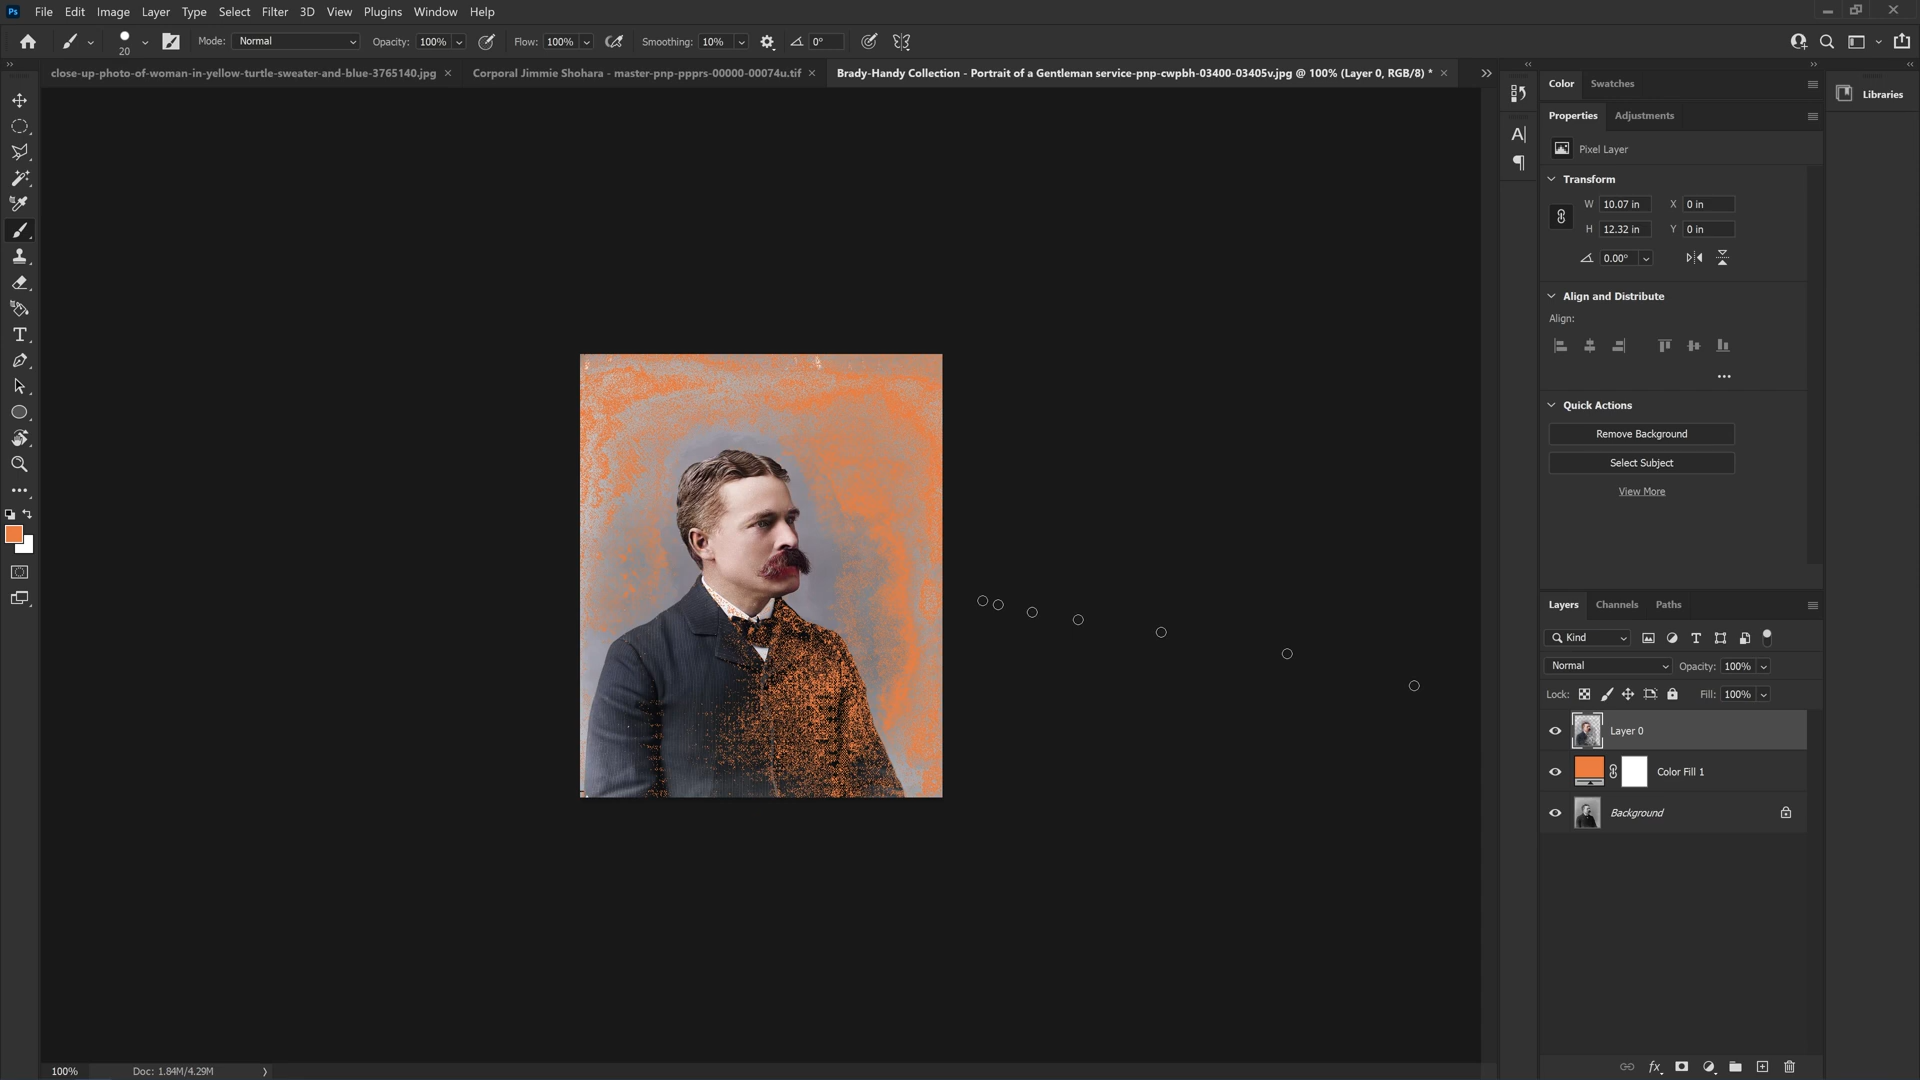 Ps File Edit Image Layer Type Select Filter 3D View Plugins Window Help
20 Mode: Normal Opacity: 100% Flow: 100% Smoothing: 10% 0°
close-up-photo-of-woman-in-yellow-turtle-sweater-and-blue-3765140.jpg × Corporal Jimmie Shohara - master-pnp-ppprs-00000-00074u.tif × Brady-Handy Collection - Portrait of a Gentleman service-pnp-cwpbh-03400-03405v.jpg @ 100% (Layer 0, RGB/8) * ×
Color Swatches
Libraries
Properties Adjustments
Pixel Layer
Transform
W 10.07 in X 0 in
H 12.32 in Y 0 in
0.00°
Align and Distribute
Align:
Quick Actions
Remove Background
Select Subject
View More
Layers Channels Paths
Kind
Normal Opacity: 100%
Lock: Fill: 100%
Layer 0
Color Fill 1
Background
100% Doc: 1.84M/4.29M